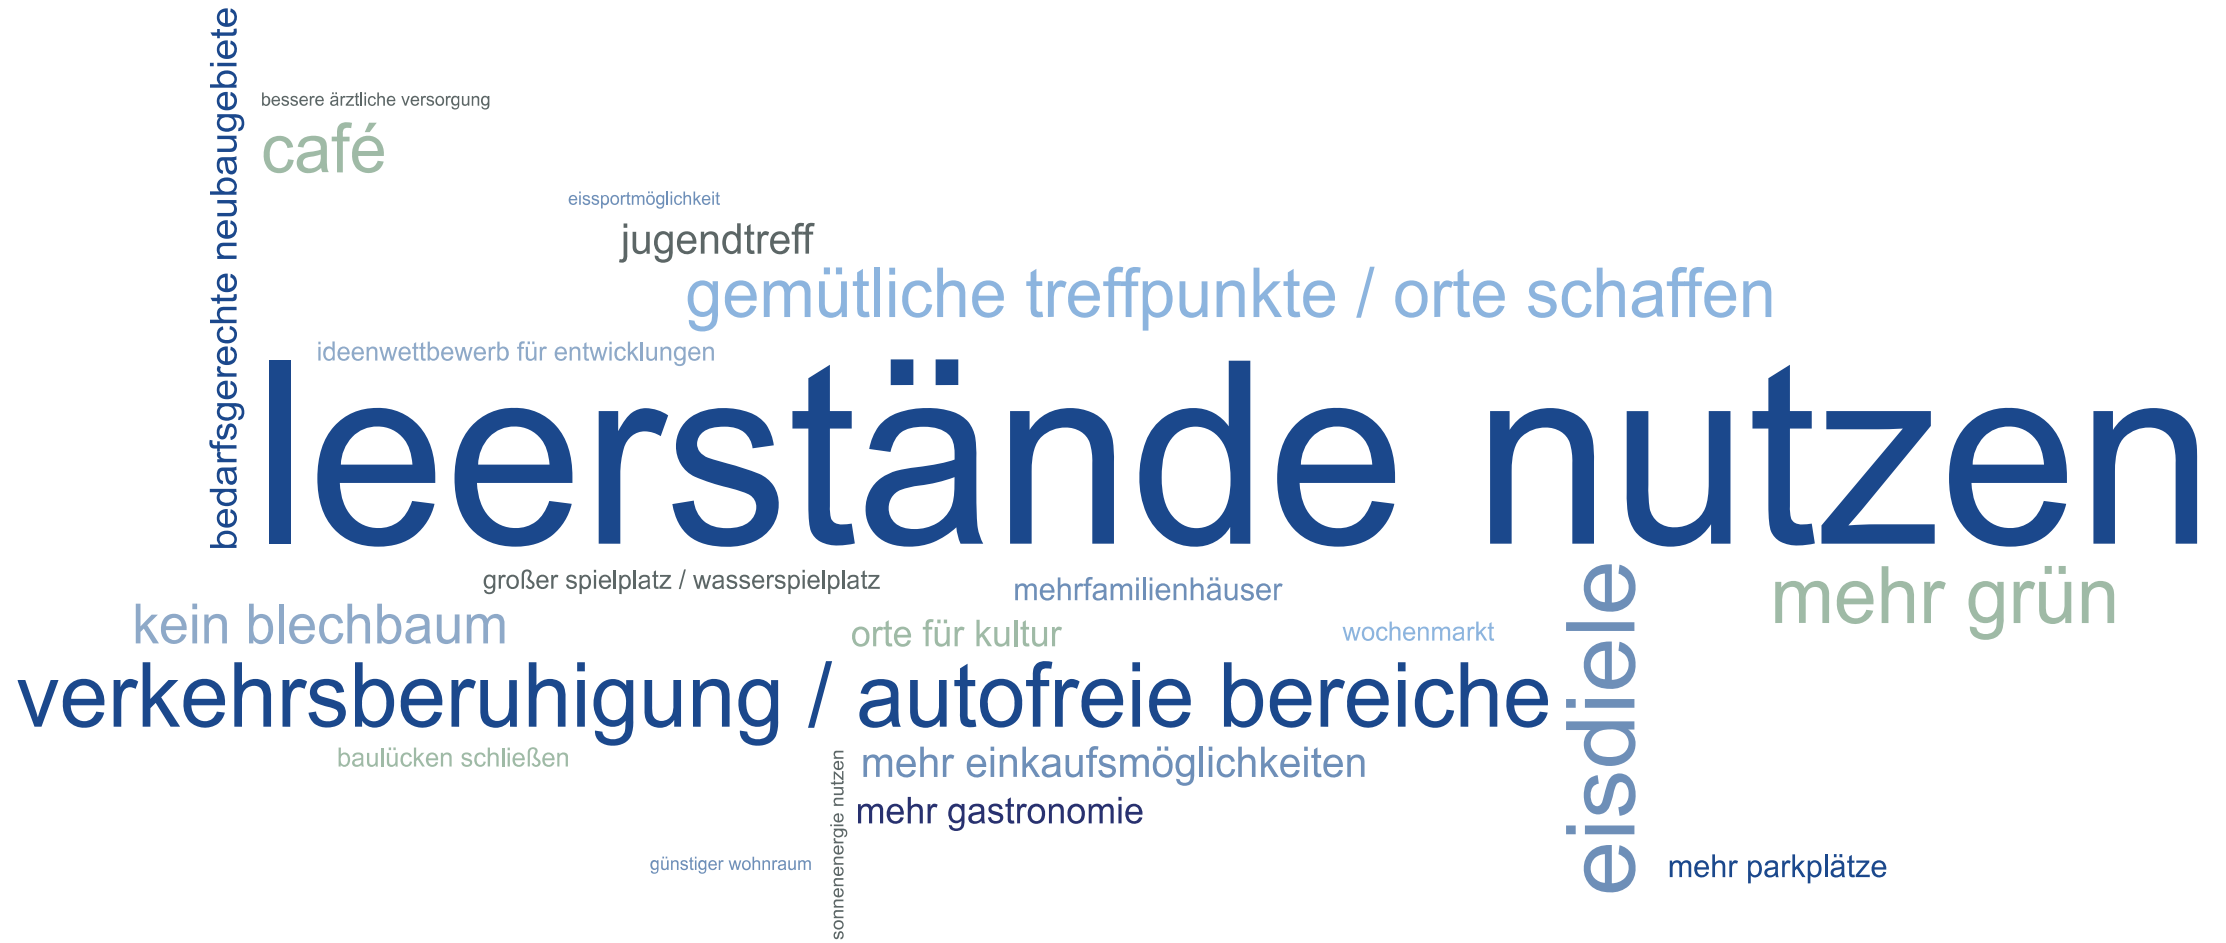 bedarfsgerechte neubaugebiete
bessere ärztliche versorgung
café
eissportmöglichkeit
jugendtreff
gemütliche treffpunkte / orte schaffen
ideenwettbewerb für entwicklungen
leerstände nutzen
großer spielplatz / wasserspielplatz
mehrfamilienhäuser
mehr grün
kein blechbaum
orte für kultur
wochenmarkt
eisdiele
verkehrsberuhigung / autofreie bereiche
baulücken schließen
sonnenenergie nutzen
mehr einkaufsmöglichkeiten
mehr gastronomie
günstiger wohnraum
mehr parkplätze